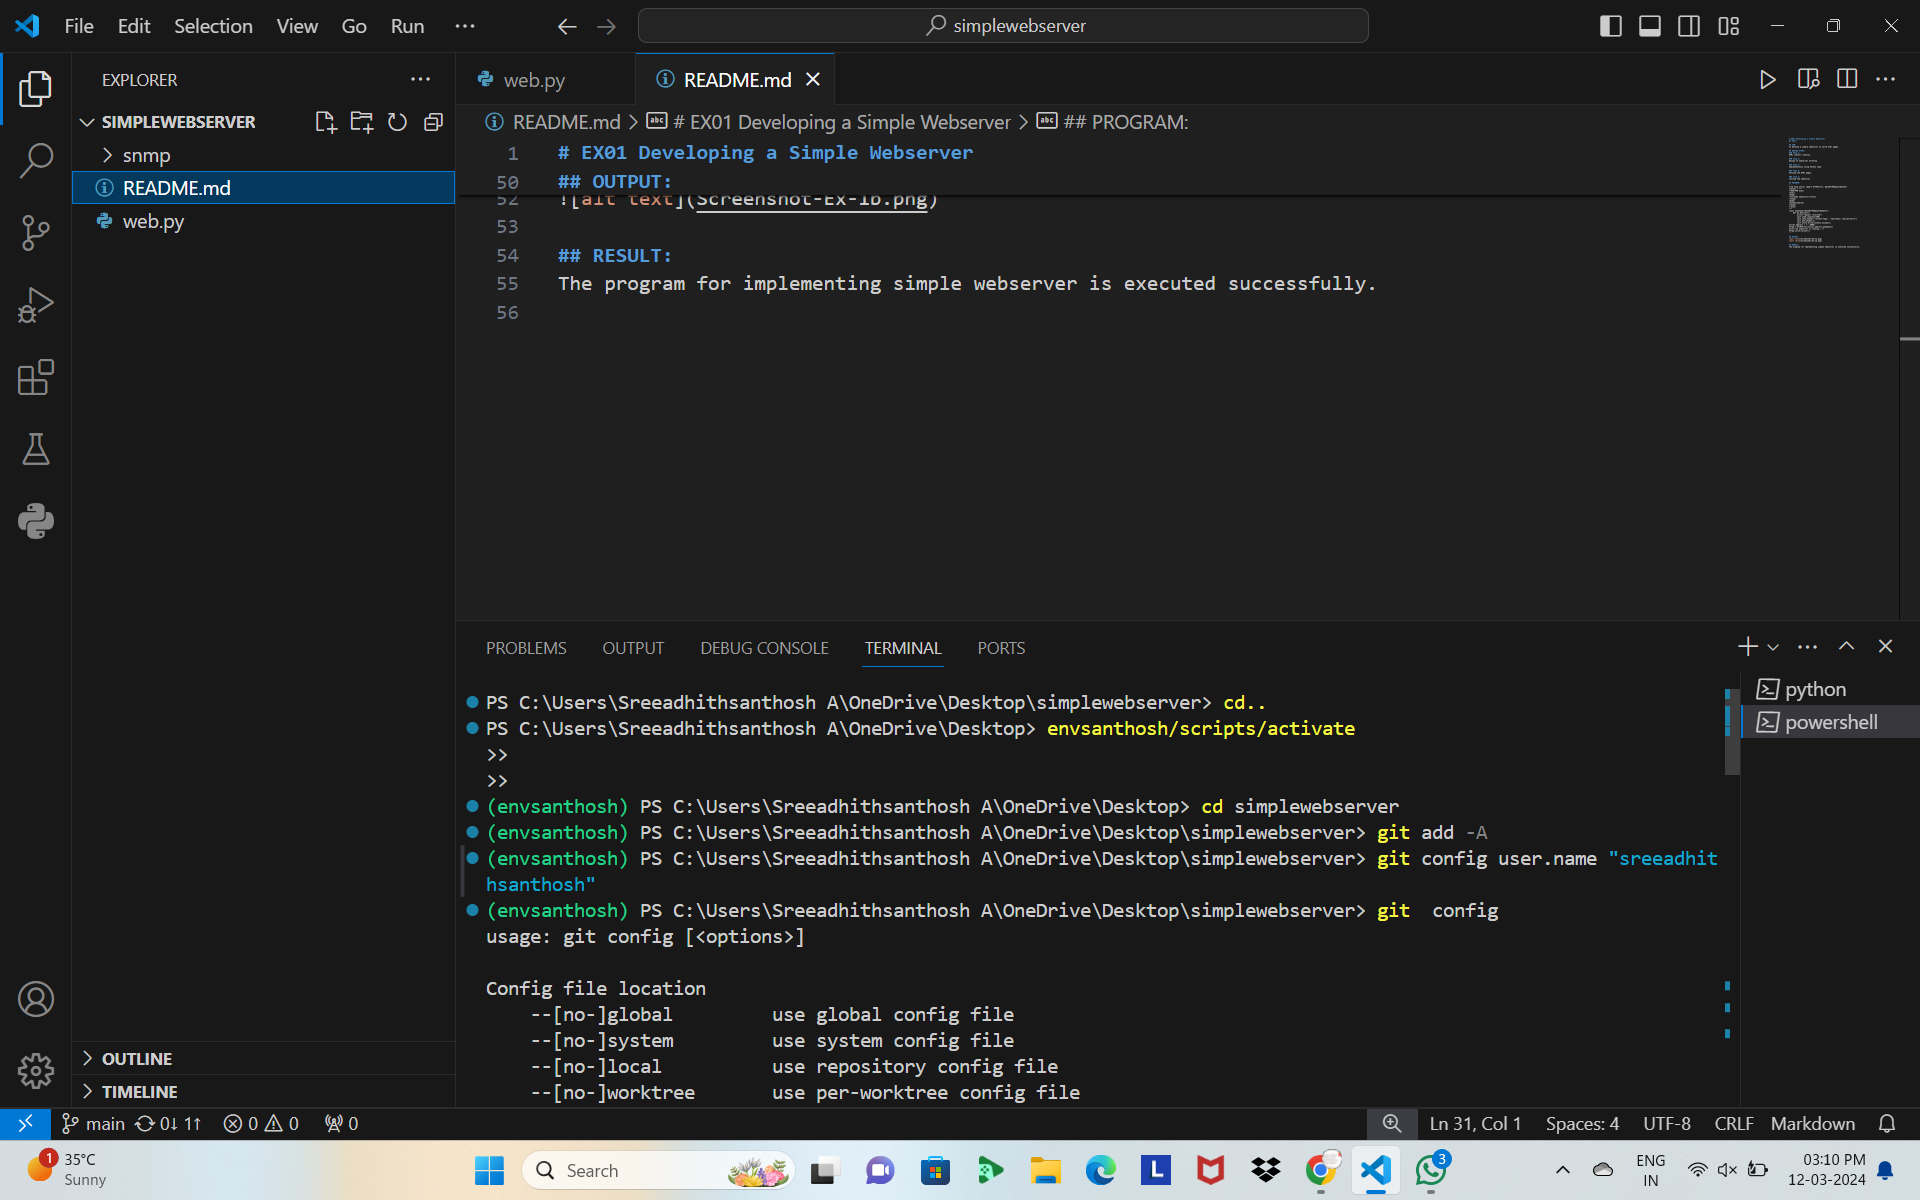 File Edit Selection View Go Run ··· simplewebserver
EXPLORER ···
SIMPLEWEBSERVER
snmp
README.md
web.py
OUTLINE
TIMELINE
web.py README.md
README.md > # EX01 Developing a Simple Webserver > ## PROGRAM:
1 # EX01 Developing a Simple Webserver
50 ## OUTPUT:
52 ![alt text](Screenshot-Ex-1b.png)
53
54 ## RESULT:
55 The program for implementing simple webserver is executed successfully.
56
PROBLEMS OUTPUT DEBUG CONSOLE TERMINAL PORTS
python
powershell
PS C:\Users\Sreeadhithsanthosh A\OneDrive\Desktop\simplewebserver> cd..
PS C:\Users\Sreeadhithsanthosh A\OneDrive\Desktop> envsanthosh/scripts/activate
>>
>>
(envsanthosh) PS C:\Users\Sreeadhithsanthosh A\OneDrive\Desktop> cd simplewebserver
(envsanthosh) PS C:\Users\Sreeadhithsanthosh A\OneDrive\Desktop\simplewebserver> git add -A
(envsanthosh) PS C:\Users\Sreeadhithsanthosh A\OneDrive\Desktop\simplewebserver> git config user.name "sreeadhit
hsanthosh"
(envsanthosh) PS C:\Users\Sreeadhithsanthosh A\OneDrive\Desktop\simplewebserver> git  config
usage: git config [<options>]
Config file location
--[no-]global use global config file
--[no-]system use system config file
--[no-]local use repository config file
--[no-]worktree use per-worktree config file
main 0↓ 1↑ 0 0 0 Ln 31, Col 1 Spaces: 4 UTF-8 CRLF Markdown
1 35°C
Sunny
Search
L
3
ENG
IN
03:10 PM
12-03-2024